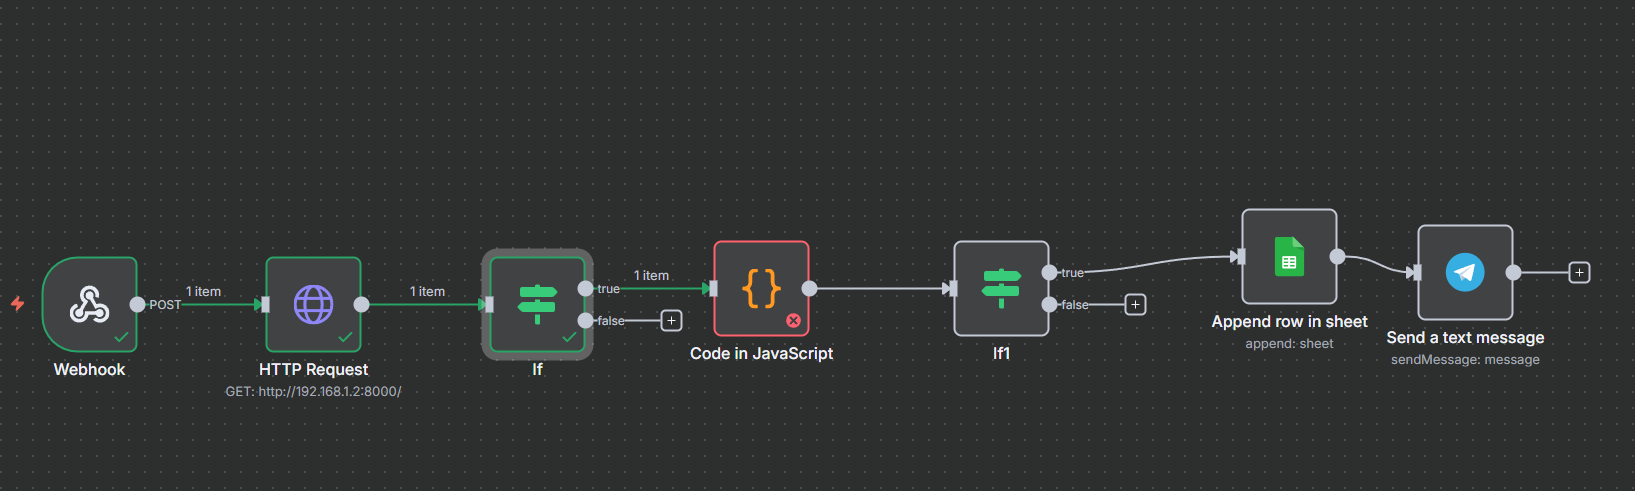 POST
1 item
1 item
true
1 item
false
true
false
Webhook
HTTP Request
GET: http://192.168.1.2:8000/
If
Code in JavaScript
If1
Append row in sheet
append: sheet
Send a text message
sendMessage: message